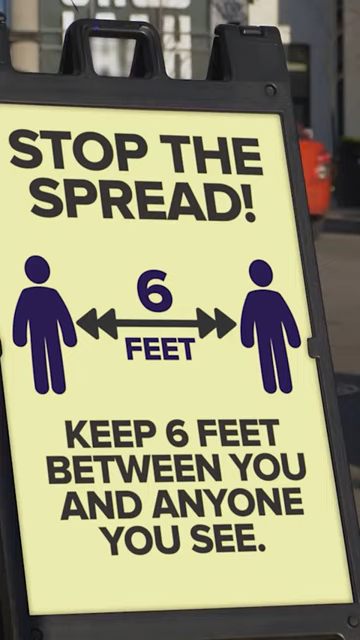 STOP THE
SPREAD!
6
FEET
KEEP 6 FEET
BETWEEN YOU
AND ANYONE
YOU SEE.